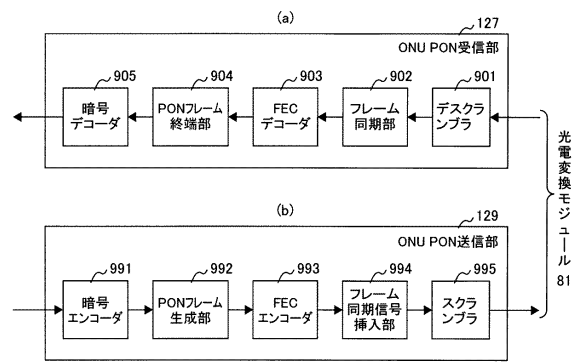 (a)
127
ONU PON受信部
905
904
903
902
901
暗号
デコーダ
PONフレーム
終端部
FEC
デコーダ
フレーム
同期部
デスクラ
ンブラ
光電変換モジュール
81
(b)
129
ONU PON送信部
991
992
993
994
995
暗号
エンコーダ
PONフレーム
生成部
FEC
エンコーダ
フレーム
同期信号
挿入部
スクラ
ンブラ